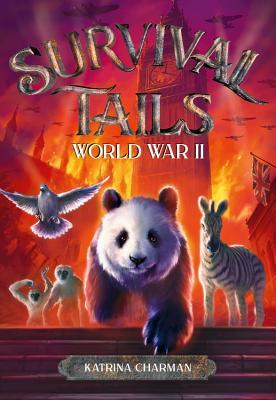 SURVIVAL
TAILS
WORLD WAR II
KATRINA CHARMAN